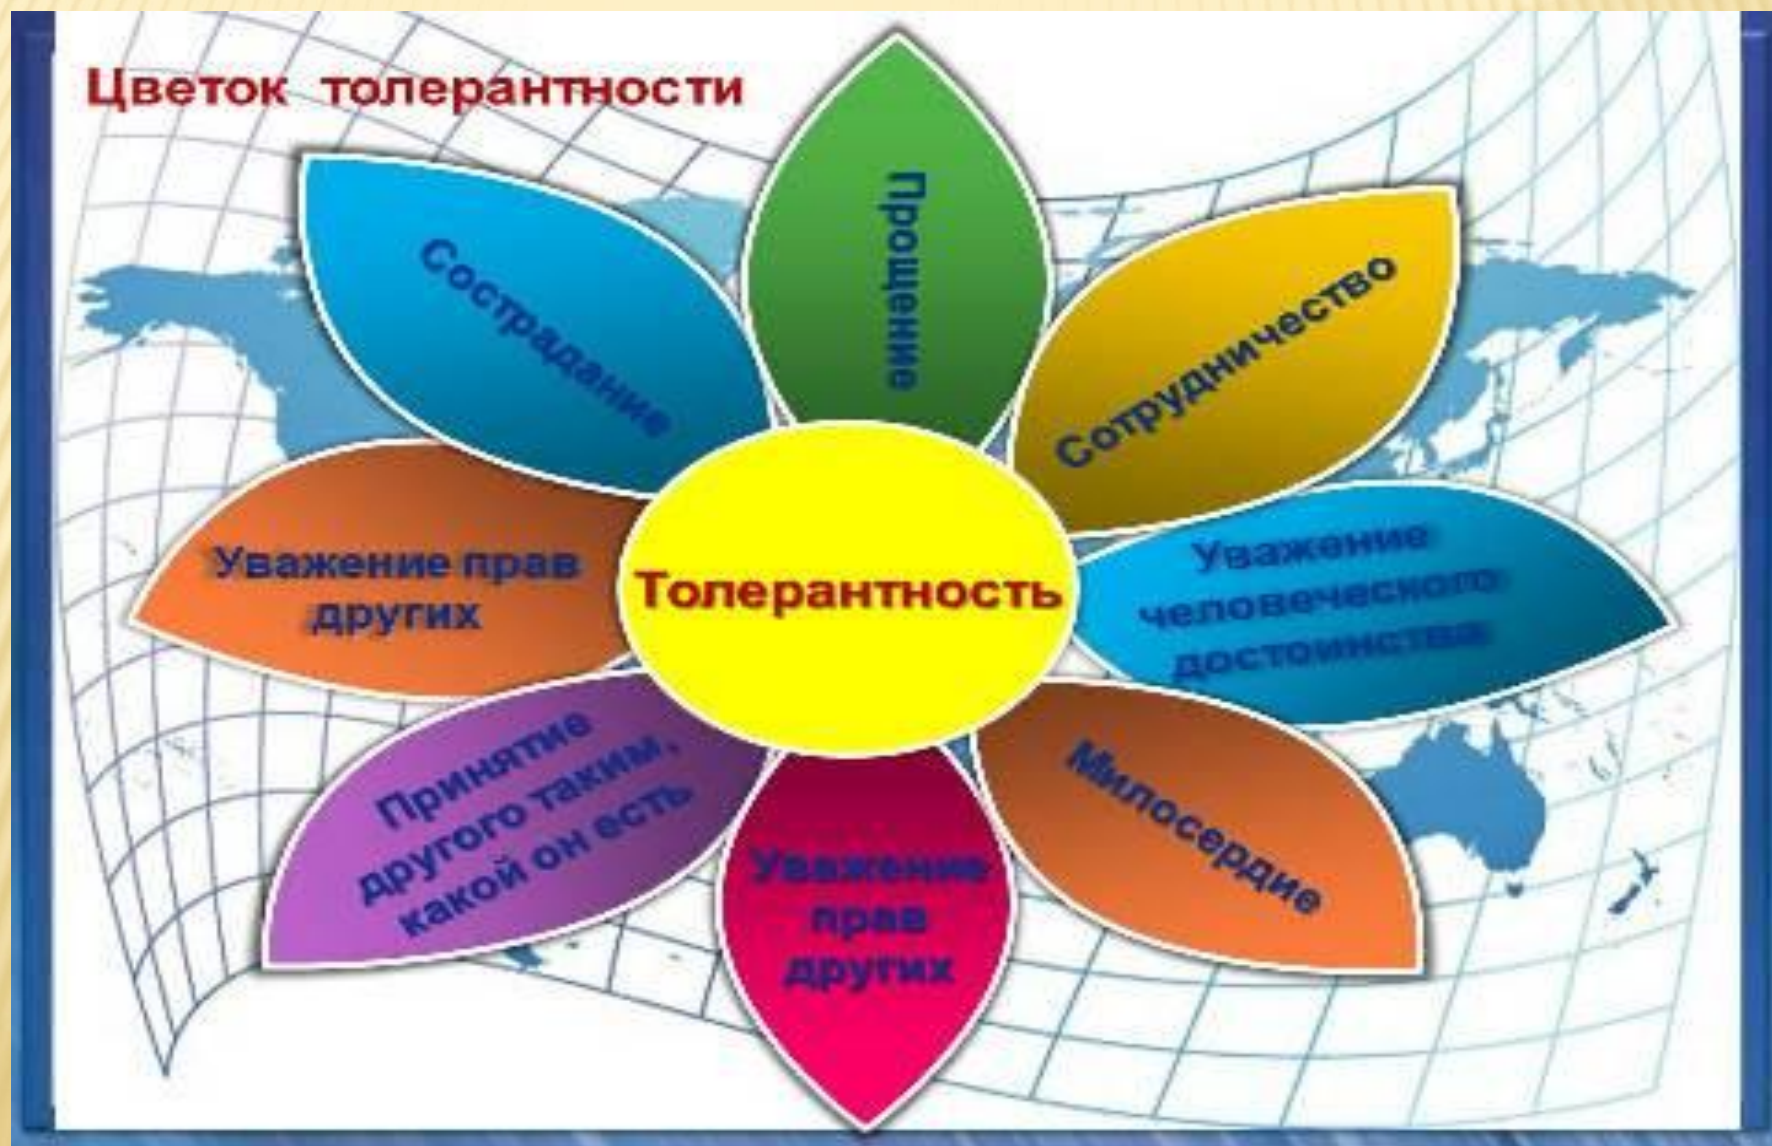 Цветок толерантности
Прощение
Сострадание
Сотрудничество
Уважение прав
других
Толерантность
Уважение
человеческого
достоинства
Принятие
другого таким,
какой он есть
Милосердие
Уважение
прав
других